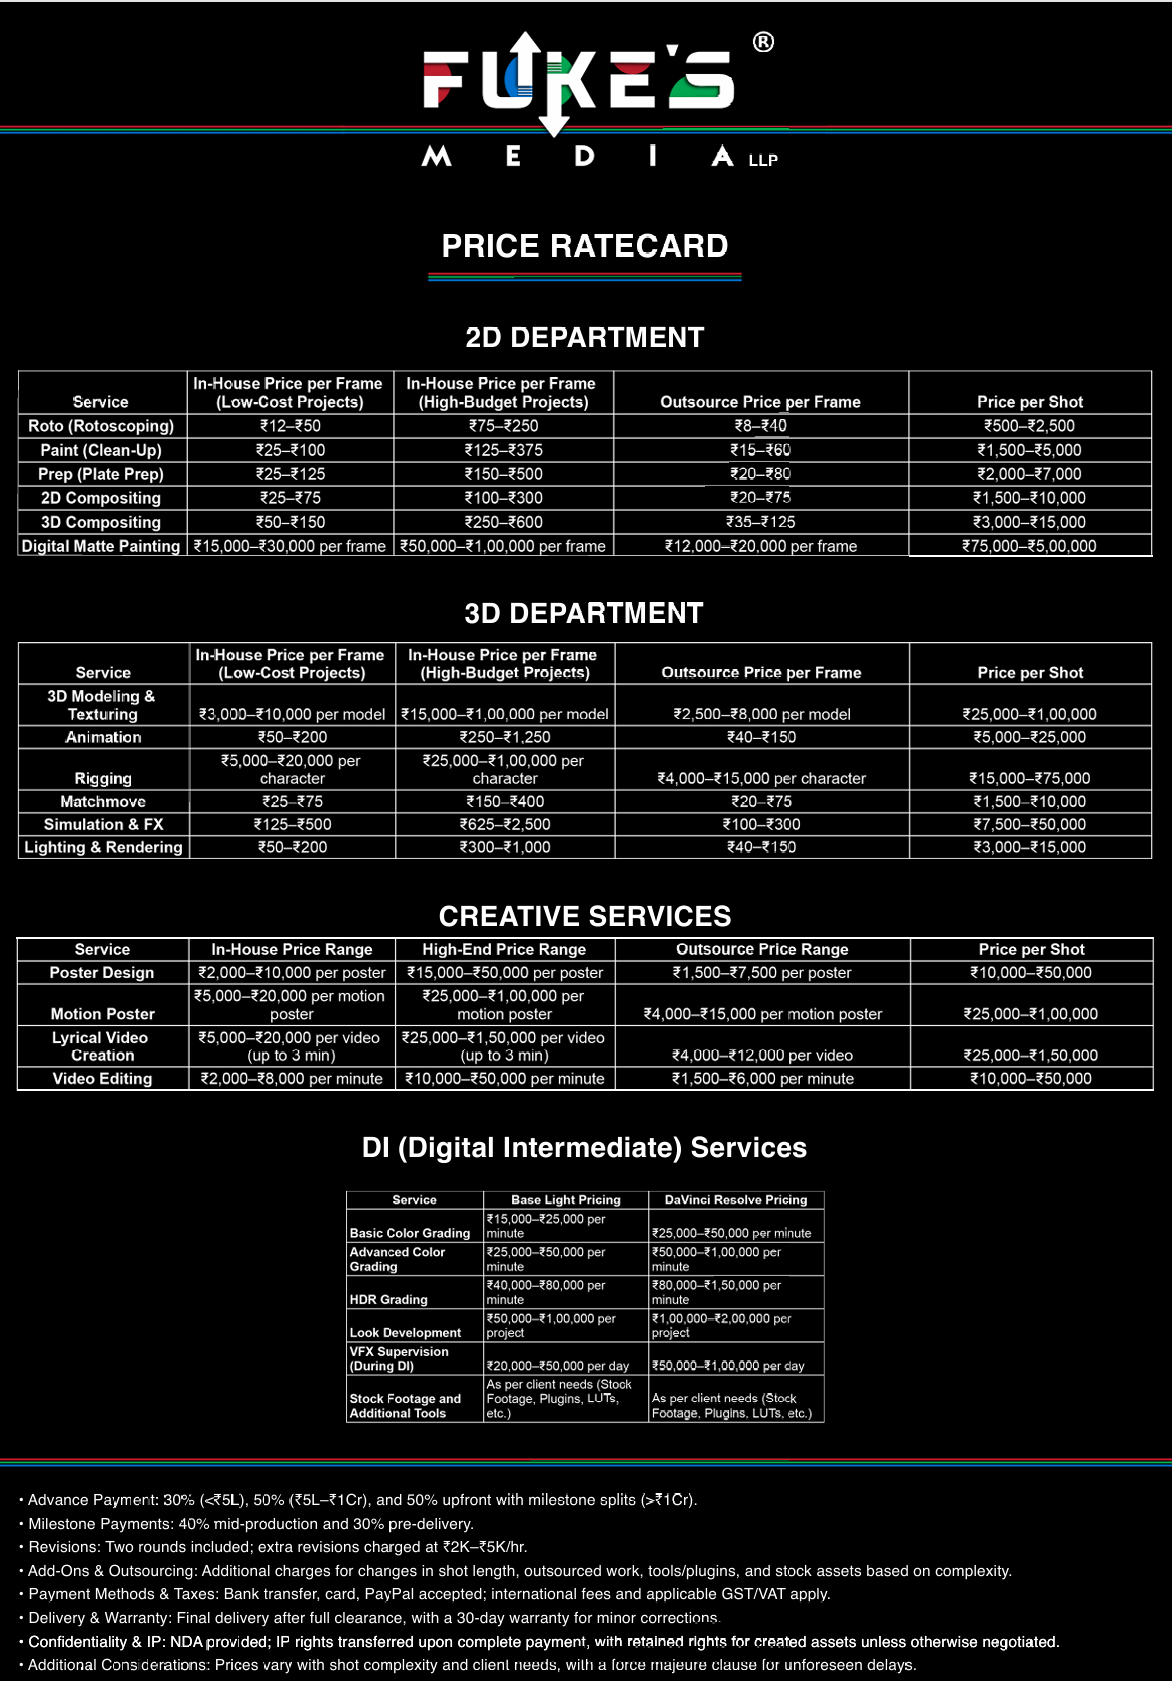 FUKE'S ®
MEDIA LLP
PRICE RATECARD
2D DEPARTMENT
Service | In-House Price per Frame (Low-Cost Projects) | In-House Price per Frame (High-Budget Projects) | Outsource Price per Frame | Price per Shot
Roto (Rotoscoping) | ₹12–₹50 | ₹75–₹250 | ₹8–₹40 | ₹500–₹2,500
Paint (Clean-Up) | ₹25–₹100 | ₹125–₹375 | ₹15–₹60 | ₹1,500–₹5,000
Prep (Plate Prep) | ₹25–₹125 | ₹150–₹500 | ₹20–₹80 | ₹2,000–₹7,000
2D Compositing | ₹25–₹75 | ₹100–₹300 | ₹20–₹75 | ₹1,500–₹10,000
3D Compositing | ₹50–₹150 | ₹250–₹600 | ₹35–₹125 | ₹3,000–₹15,000
Digital Matte Painting | ₹15,000–₹30,000 per frame | ₹50,000–₹1,00,000 per frame | ₹12,000–₹20,000 per frame | ₹75,000–₹5,00,000
3D DEPARTMENT
Service | In-House Price per Frame (Low-Cost Projects) | In-House Price per Frame (High-Budget Projects) | Outsource Price per Frame | Price per Shot
3D Modeling & Texturing | ₹3,000–₹10,000 per model | ₹15,000–₹1,00,000 per model | ₹2,500–₹8,000 per model | ₹25,000–₹1,00,000
Animation | ₹50–₹200 | ₹250–₹1,250 | ₹40–₹150 | ₹5,000–₹25,000
Rigging | ₹5,000–₹20,000 per character | ₹25,000–₹1,00,000 per character | ₹4,000–₹15,000 per character | ₹15,000–₹75,000
Matchmove | ₹25–₹75 | ₹150–₹400 | ₹20–₹75 | ₹1,500–₹10,000
Simulation & FX | ₹125–₹500 | ₹625–₹2,500 | ₹100–₹300 | ₹7,500–₹50,000
Lighting & Rendering | ₹50–₹200 | ₹300–₹1,000 | ₹40–₹150 | ₹3,000–₹15,000
CREATIVE SERVICES
Service | In-House Price Range | High-End Price Range | Outsource Price Range | Price per Shot
Poster Design | ₹2,000–₹10,000 per poster | ₹15,000–₹50,000 per poster | ₹1,500–₹7,500 per poster | ₹10,000–₹50,000
Motion Poster | ₹5,000–₹20,000 per motion poster | ₹25,000–₹1,00,000 per motion poster | ₹4,000–₹15,000 per motion poster | ₹25,000–₹1,00,000
Lyrical Video Creation | ₹5,000–₹20,000 per video (up to 3 min) | ₹25,000–₹1,50,000 per video (up to 3 min) | ₹4,000–₹12,000 per video | ₹25,000–₹1,50,000
Video Editing | ₹2,000–₹8,000 per minute | ₹10,000–₹50,000 per minute | ₹1,500–₹6,000 per minute | ₹10,000–₹50,000
DI (Digital Intermediate) Services
Service | Base Light Pricing | DaVinci Resolve Pricing
Basic Color Grading | ₹15,000–₹25,000 per minute | ₹25,000–₹50,000 per minute
Advanced Color Grading | ₹25,000–₹50,000 per minute | ₹50,000–₹1,00,000 per minute
HDR Grading | ₹40,000–₹80,000 per minute | ₹80,000–₹1,50,000 per minute
Look Development | ₹50,000–₹1,00,000 per project | ₹1,00,000–₹2,00,000 per project
VFX Supervision (During DI) | ₹20,000–₹50,000 per day | ₹50,000–₹1,00,000 per day
Stock Footage and Additional Tools | As per client needs (Stock Footage, Plugins, LUTs, etc.) | As per client needs (Stock Footage, Plugins, LUTs, etc.)
• Advance Payment: 30% (<₹5L), 50% (₹5L–₹1Cr), and 50% upfront with milestone splits (>₹1Cr).
• Milestone Payments: 40% mid-production and 30% pre-delivery.
• Revisions: Two rounds included; extra revisions charged at ₹2K–₹5K/hr.
• Add-Ons & Outsourcing: Additional charges for changes in shot length, outsourced work, tools/plugins, and stock assets based on complexity.
• Payment Methods & Taxes: Bank transfer, card, PayPal accepted; international fees and applicable GST/VAT apply.
• Delivery & Warranty: Final delivery after full clearance, with a 30-day warranty for minor corrections.
• Confidentiality & IP: NDA provided; IP rights transferred upon complete payment, with retained rights for created assets unless otherwise negotiated.
• Additional Considerations: Prices vary with shot complexity and client needs, with a force majeure clause for unforeseen delays.